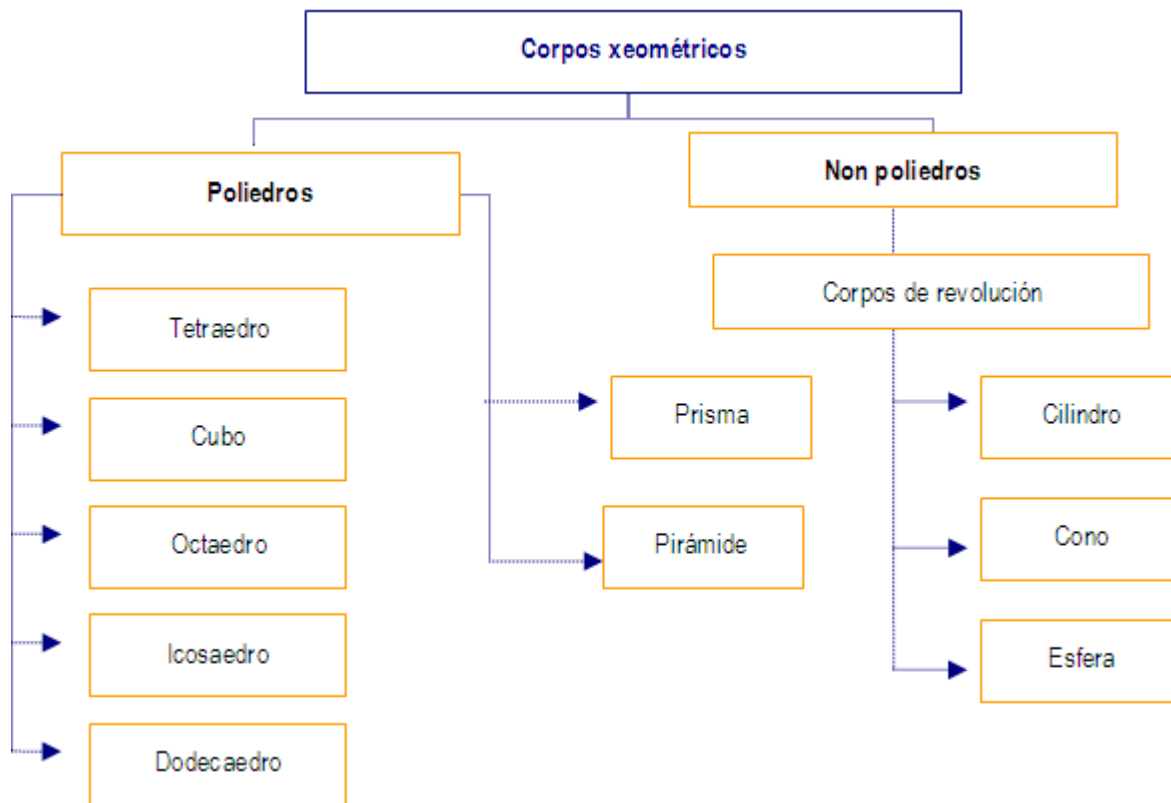 Corpos xeométricos
Poliedros
Non poliedros
Corpos de revolución
Tetraedro
Cubo
Octaedro
Icosaedro
Dodecaedro
Prisma
Pirámide
Cilindro
Cono
Esfera